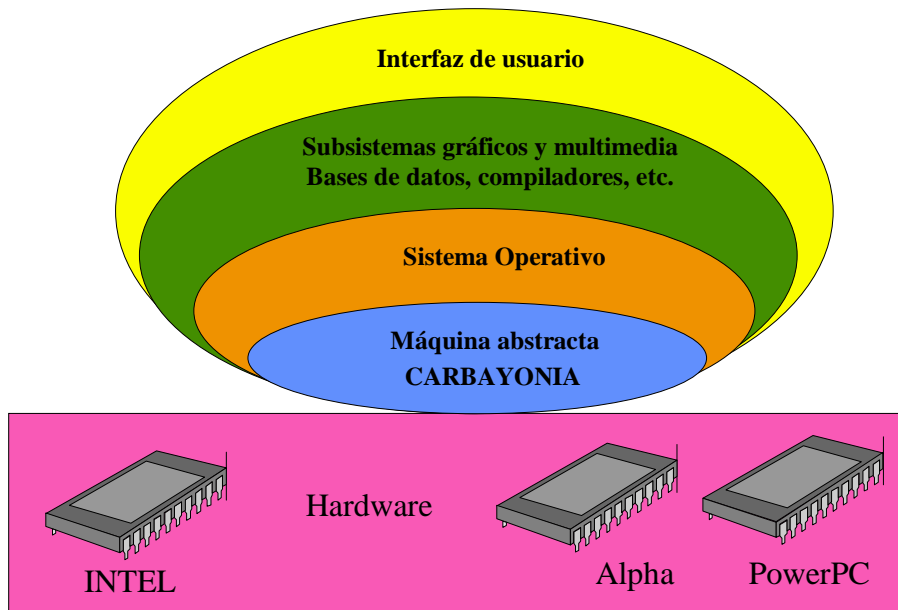 Interfaz de usuario
Subsistemas gráficos y multimedia
Bases de datos, compiladores, etc.
Sistema Operativo
Máquina abstracta
CARBAYONIA
Hardware
INTEL
Alpha
PowerPC